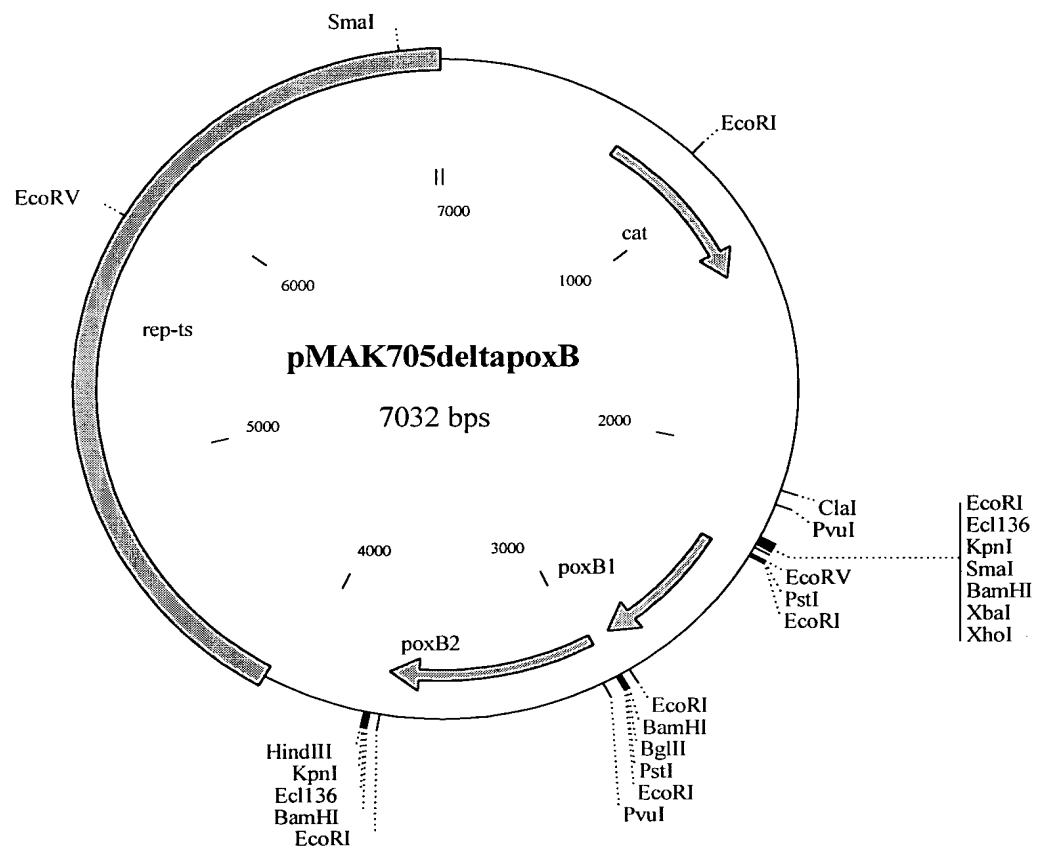 SmaI
EcoRI
EcoRV
7000
cat
1000
6000
rep-ts
pMAK705deltapoxB
7032 bps
5000
2000
ClaI
PvuI
EcoRI
Ecl136
KpnI
SmaI
BamHI
XbaI
XhoI
EcoRV
PstI
EcoRI
4000
3000
poxB1
poxB2
EcoRI
BamHI
BglII
PstI
EcoRI
PvuI
HindIII
KpnI
Ecl136
BamHI
EcoRI